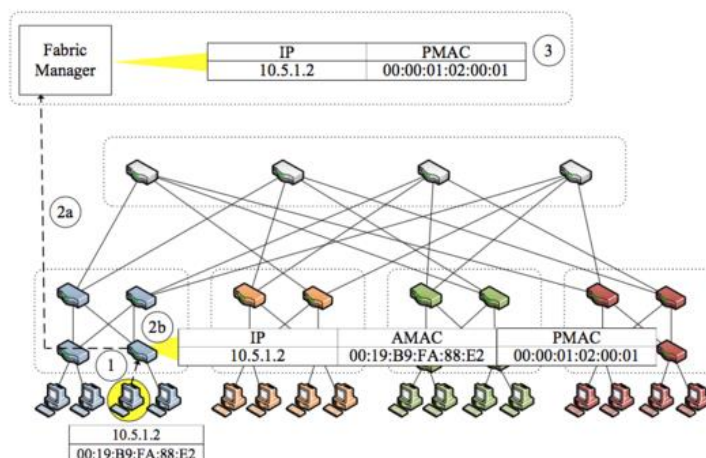 Fabric
Manager
IP PMAC
10.5.1.2 00:00:01:02:00:01
3
2a
2b
IP AMAC PMAC
10.5.1.2 00:19:B9:FA:88:E2 00:00:01:02:00:01
1
10.5.1.2
00:19:B9:FA:88:E2